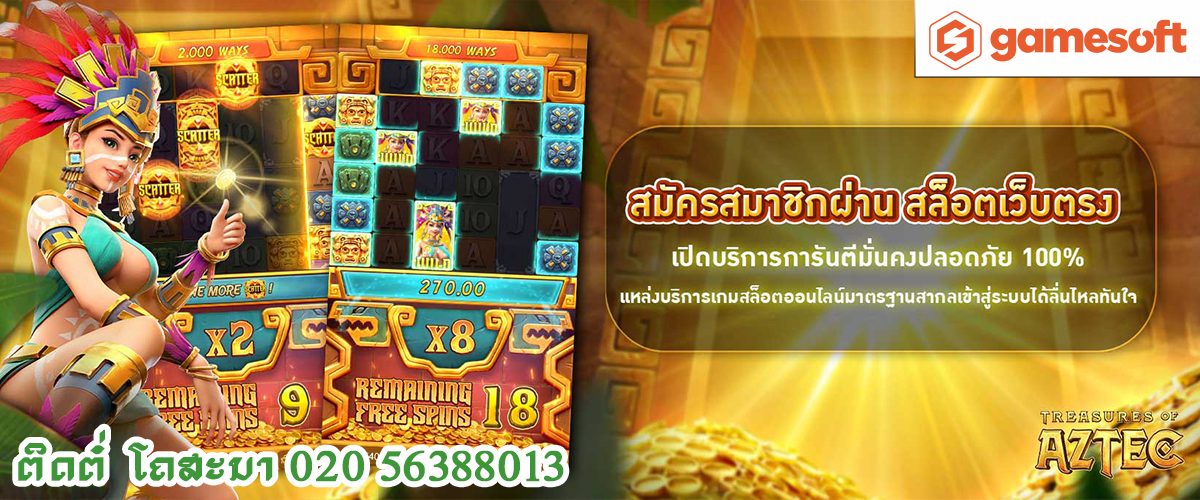 gamesoft
2.000 WAYS
SCATTER
SCATTER
SCATTER
SCATTER
x2
REMAINING
FREE SPINS 9
18.000 WAYS
WILD
WILD
WILD
270.00
x8
REMAINING
FREE SPINS 18
สมัครสมาชิกผ่าน สล็อตเว็บตรง
เปิดบริการการันตีมั่นคงปลอดภัย 100%
แหล่งบริการเกมสล็อตออนไลน์มาตรฐานสากลเข้าสู่ระบบได้ลื่นไหลทันใจ
TREASURES OF
AZTEC
ຕິດຕໍ່ ໂຄສະນາ 020 56388013